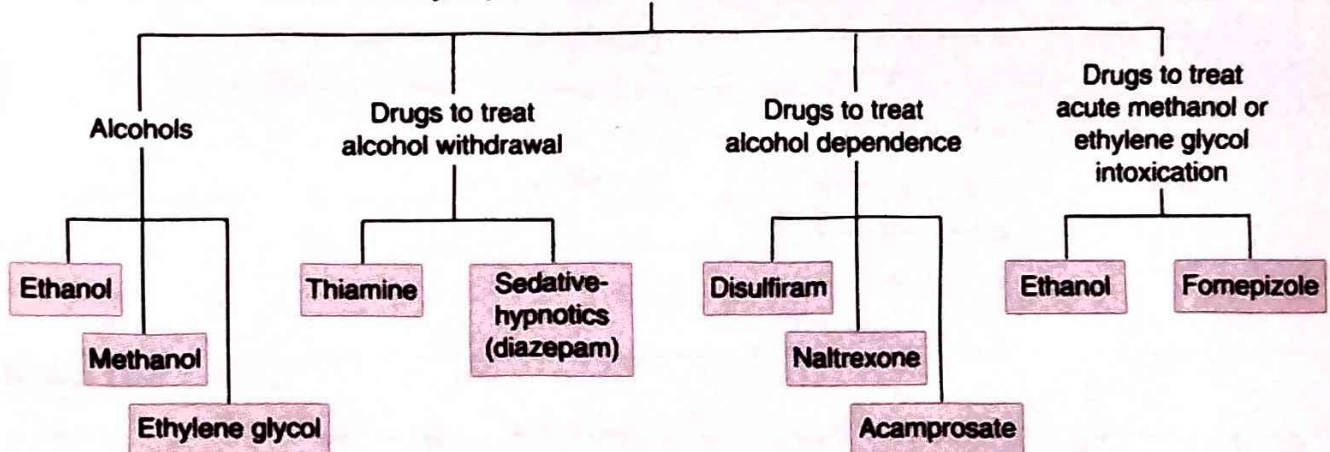 Alcohols
Drugs to treat
alcohol withdrawal
Drugs to treat
alcohol dependence
Drugs to treat
acute methanol or
ethylene glycol
intoxication
Ethanol
Methanol
Ethylene glycol
Thiamine
Sedative-
hypnotics
(diazepam)
Disulfiram
Naltrexone
Acamprosate
Ethanol
Fomepizole